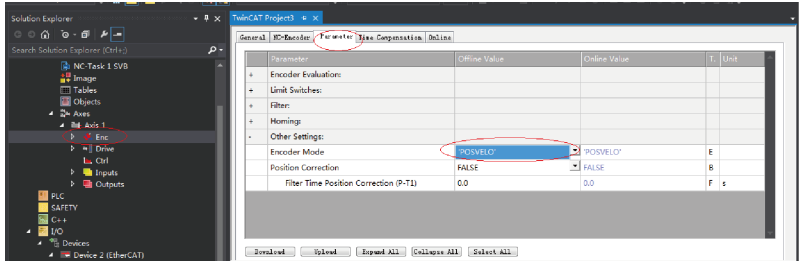 Solution Explorer
Search Solution Explorer (Ctrl+;)
NC-Task 1 SVB
Image
Tables
Objects
Axes
Axis 1
Enc
Drive
Ctrl
Inputs
Outputs
PLC
SAFETY
C++
I/O
Devices
Device 2 (EtherCAT)
TwinCAT Project3
General NC-Encoder Parameter Time Compensation Online
Parameter Offline Value Online Value T. Unit
+ Encoder Evaluation:
+ Limit Switches:
+ Filter:
+ Homing:
- Other Settings:
Encoder Mode 'POSVELO' 'POSVELO' E
Position Correction FALSE FALSE B
Filter Time Position Correction (P-T1) 0.0 0.0 F s
Download Upload Expand All Collapse All Select All